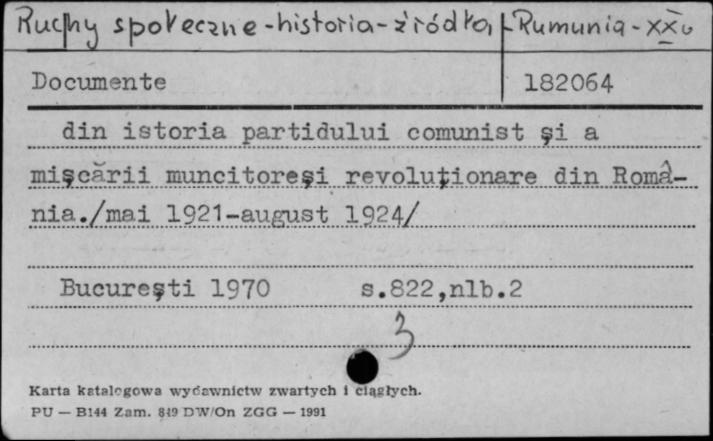 Ruchy społeczne - historia - źródła, - Rumunia - XX w
Documente 182064
din istoria partidului comunist şi a
mişcării muncitoreşi revoluţionare din Româ-
nia./mai 1921-august 1924/
Bucureşti 1970 s.822,nlb.2
3
Karta katalogowa wydawnictw zwartych i ciągłych.
PU — B144 Zam. 849 DW/On ZGG — 1991